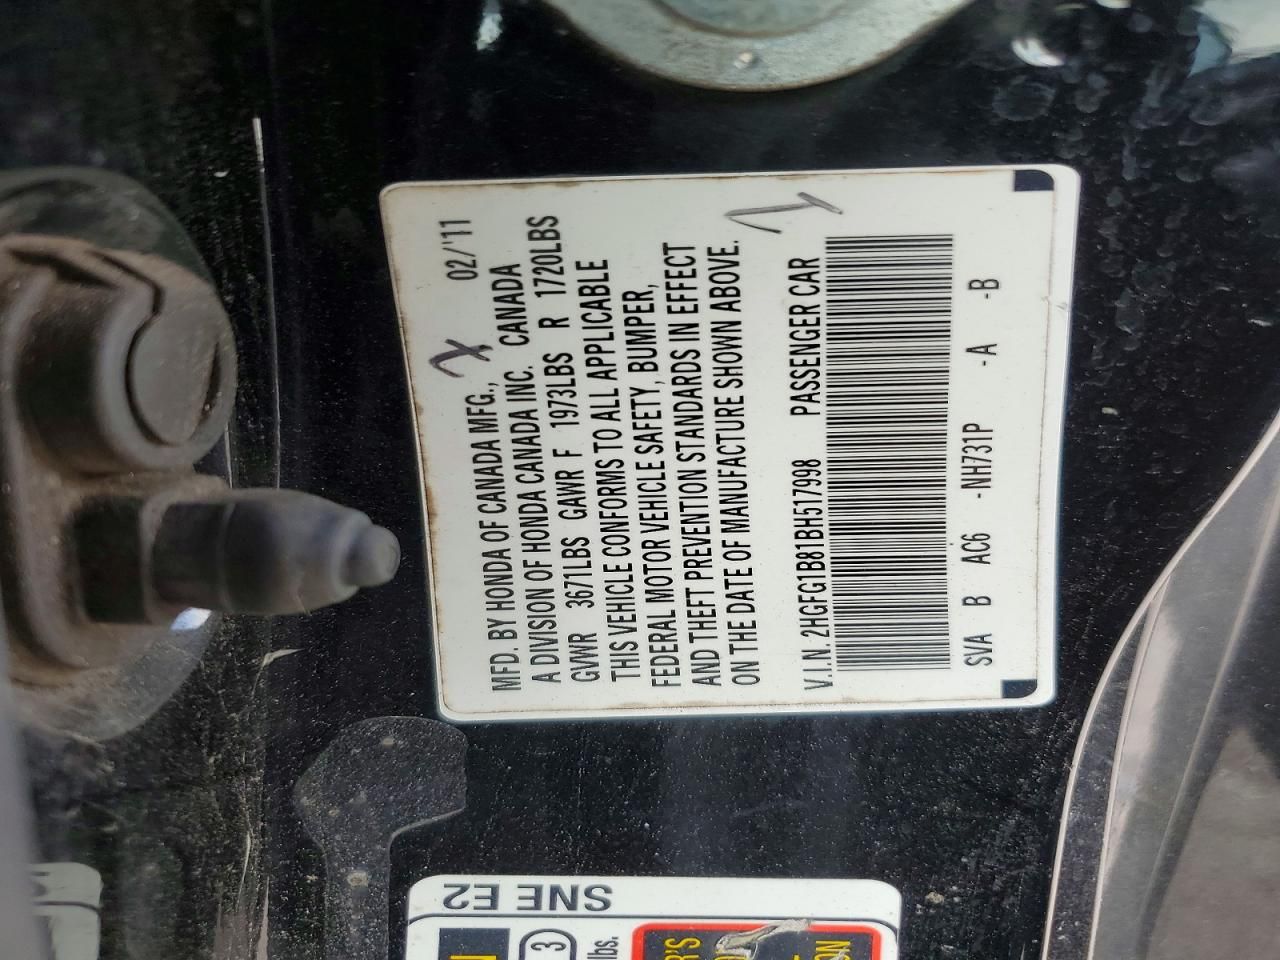 MFD. BY HONDA OF CANADA MFG., 02/'11
A DIVISION OF HONDA CANADA INC. CANADA
GVWR 3671LBS GAWR F 1973LBS R 1720LBS
THIS VEHICLE CONFORMS TO ALL APPLICABLE
FEDERAL MOTOR VEHICLE SAFETY, BUMPER,
AND THEFT PREVENTION STANDARDS IN EFFECT
ON THE DATE OF MANUFACTURE SHOWN ABOVE.
V.I.N. 2HGFG1B81BH517998 PASSENGER CAR
SVA B AC6 -NH731P -A -B
SNE E2
3
lbs.